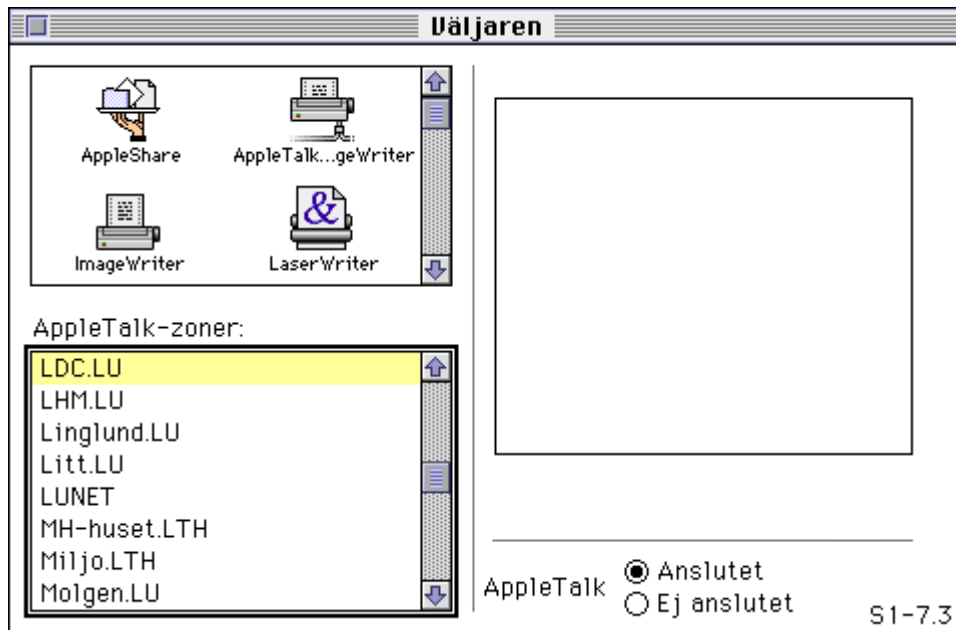 Väljaren
AppleShare
AppleTalk...geWriter
ImageWriter
LaserWriter
&
AppleTalk-zoner:
LDC.LU
LHM.LU
Linglund.LU
Litt.LU
LUNET
MH-huset.LTH
Miljo.LTH
Molgen.LU
AppleTalk
Anslutet
Ej anslutet
S1-7.3